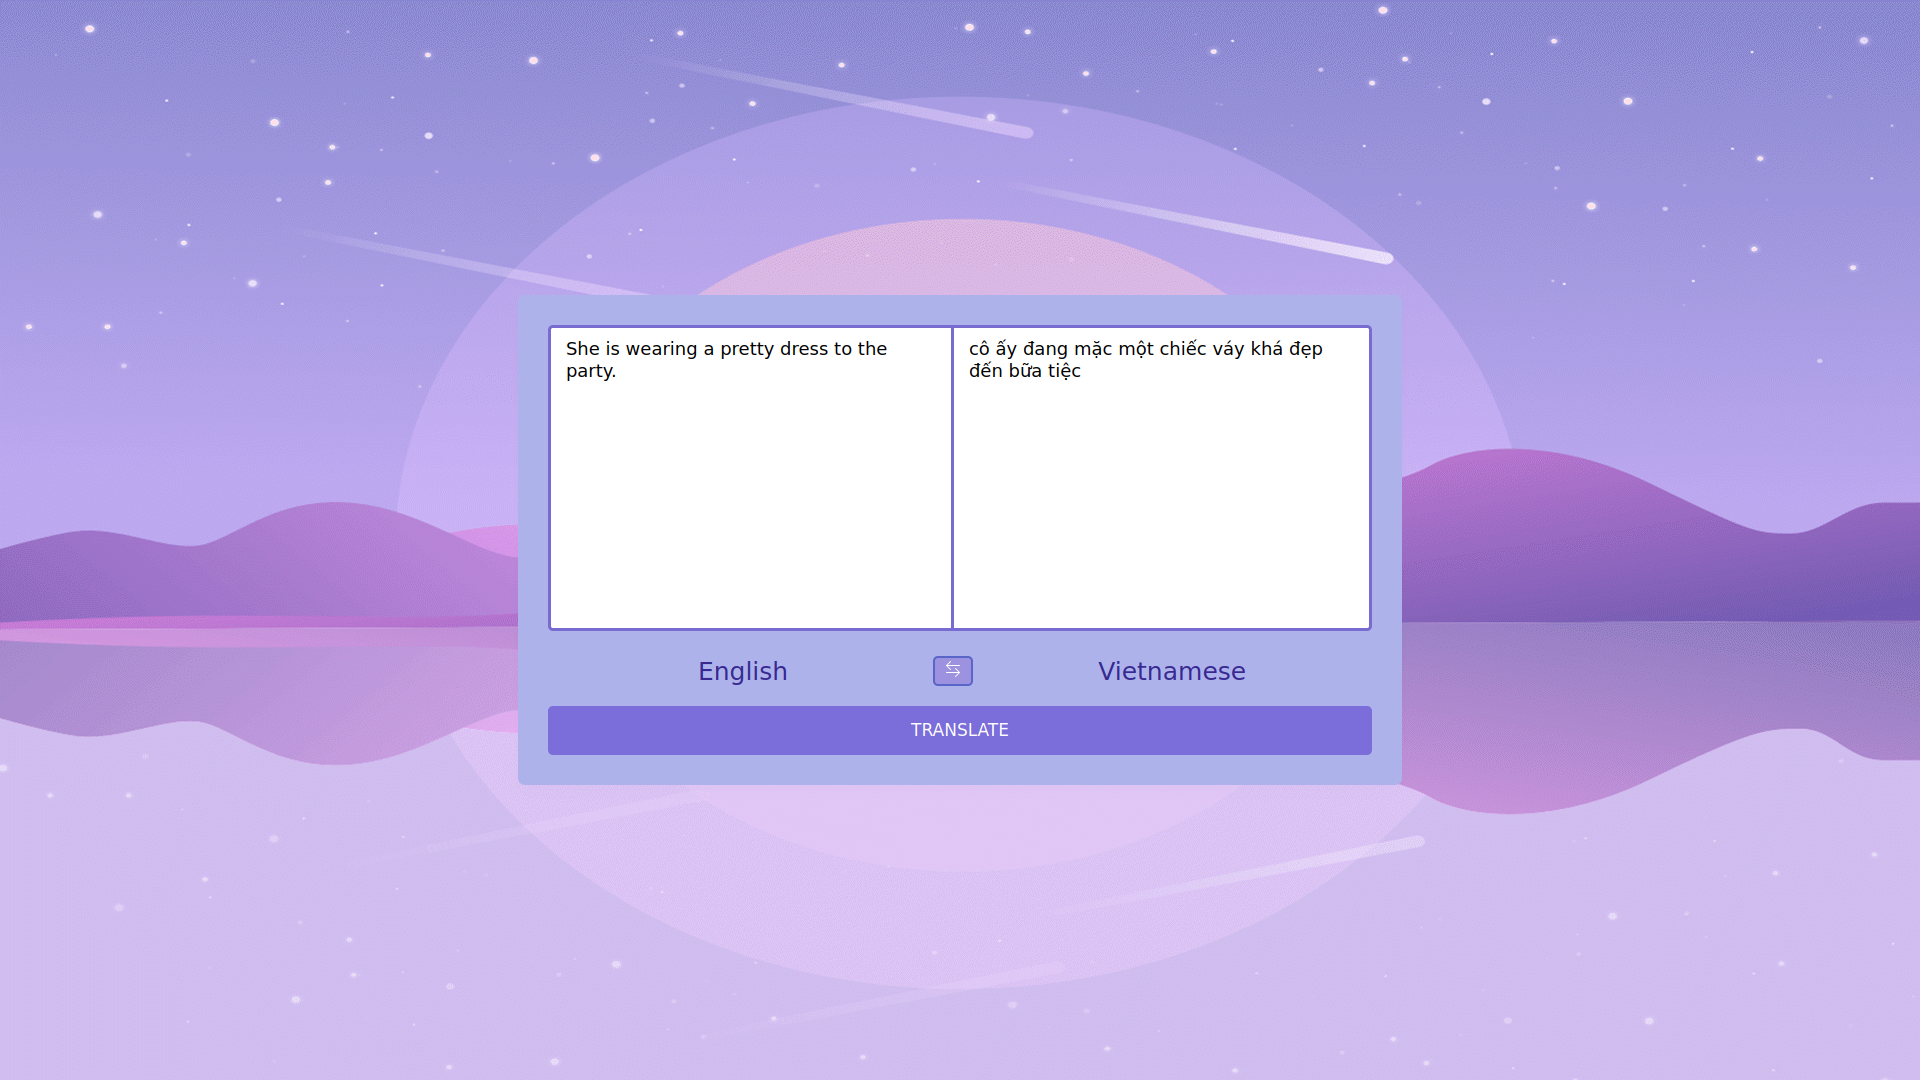 She is wearing a pretty dress to the
party.
cô ấy đang mặc một chiếc váy khá đẹp
đến bữa tiệc
English
Vietnamese
TRANSLATE